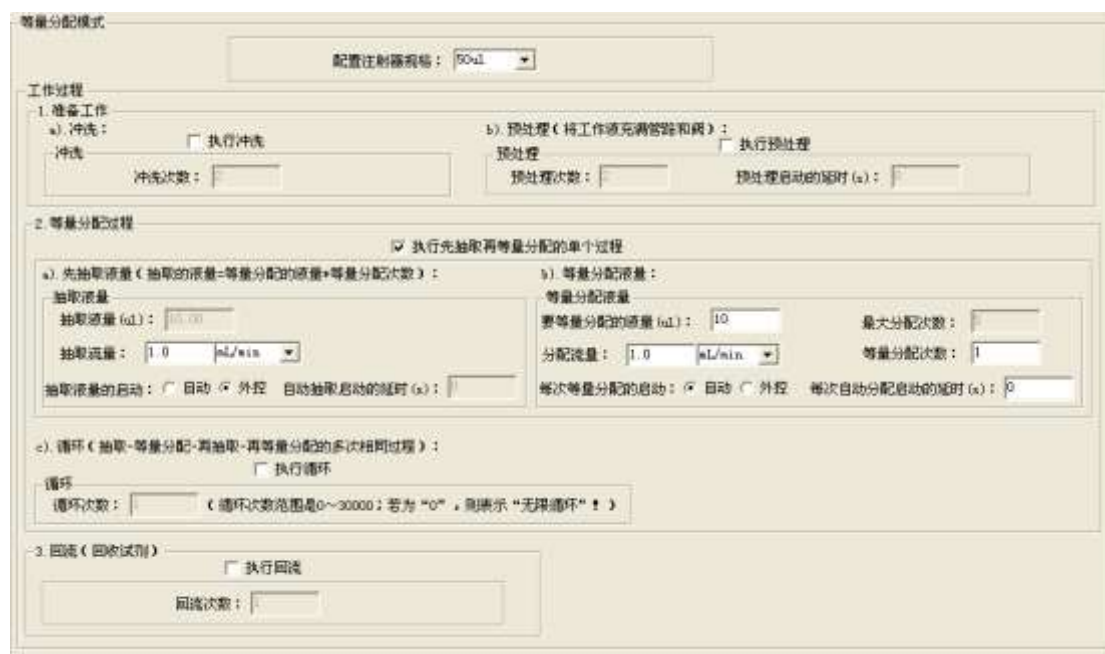 等量分配模式
配置注射器规格： 50uL
工作过程
1.准备工作
a).冲洗：
执行冲洗
冲洗
冲洗次数：
b).预处理(将工作液充满管路和阀)：
执行预处理
预处理
预处理次数： 预处理启动的延时(s)：
2.等量分配过程
执行先抽取再等量分配的单个过程
a).先抽取液量(抽取的液量=等量分配的液量*等量分配次数)：
抽取液量
抽取液量(uL)：
抽取流量： 1.0 mL/min
抽取液量的启动： 自动 外控 自动抽取启动的延时(s)：
b).等量分配液量：
等量分配液量
要等量分配的液量(uL)： 10 最大分配次数：
分配流量： 1.0 mL/min 等量分配次数： 1
每次等量分配的启动： 自动 外控 每次自动分配启动的延时(s)： 0
c).循环(抽取-等量分配-再抽取-再等量分配的多次相同过程)：
执行循环
循环
循环次数： (循环次数范围是0～30000；若为“0”，则表示“无限循环”！)
3.回流(回收试剂)
执行回流
回流次数：